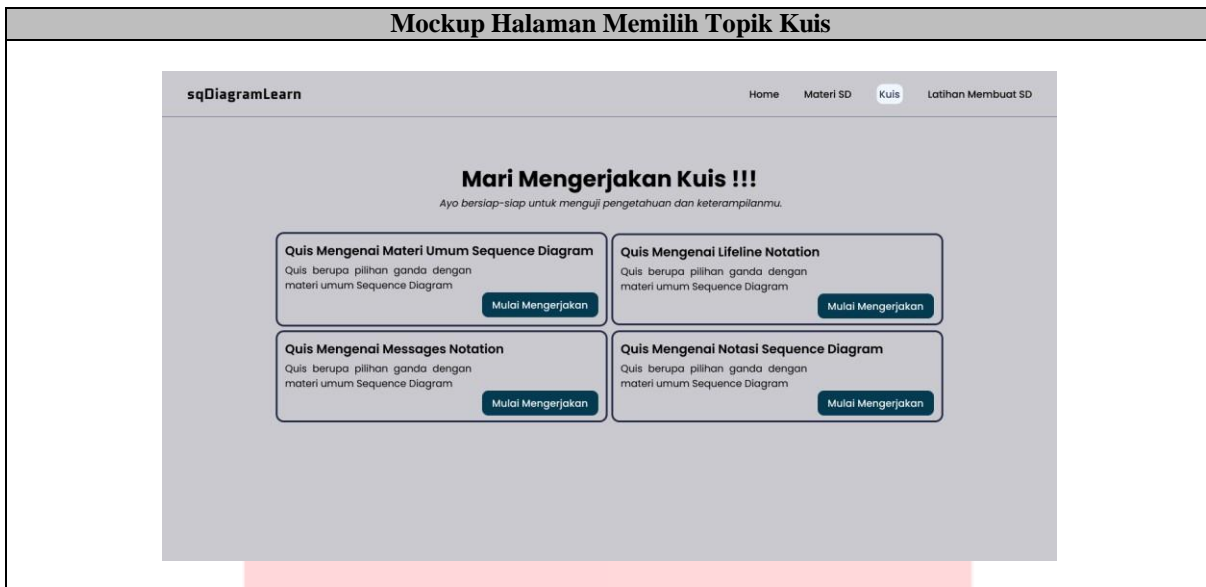 Mockup Halaman Memilih Topik Kuis
sqDiagramLearn
Home
Materi SD
Kuis
Latihan Membuat SD
Mari Mengerjakan Kuis !!!
Ayo bersiap-siap untuk menguji pengetahuan dan keterampilanmu.
Quis Mengenai Materi Umum Sequence Diagram
Quis berupa pilihan ganda dengan
materi umum Sequence Diagram
Mulai Mengerjakan
Quis Mengenai Lifeline Notation
Quis berupa pilihan ganda dengan
materi umum Sequence Diagram
Mulai Mengerjakan
Quis Mengenai Messages Notation
Quis berupa pilihan ganda dengan
materi umum Sequence Diagram
Mulai Mengerjakan
Quis Mengenai Notasi Sequence Diagram
Quis berupa pilihan ganda dengan
materi umum Sequence Diagram
Mulai Mengerjakan